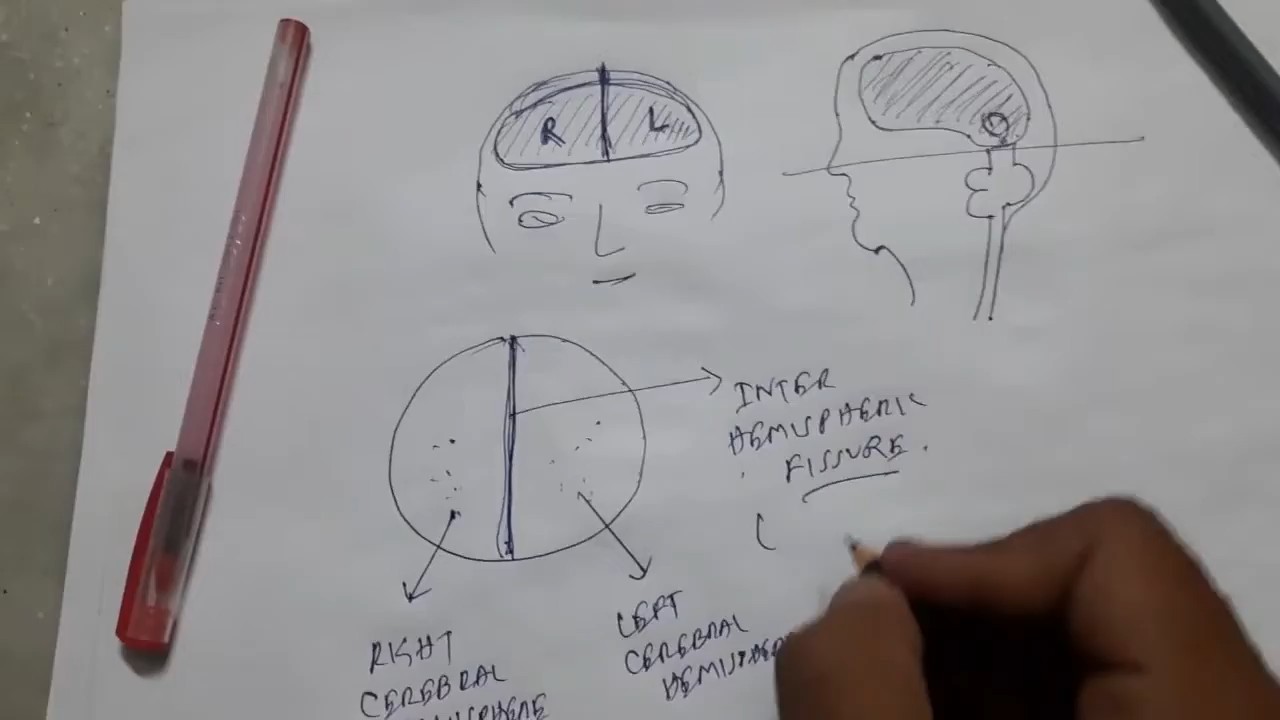 R L
INTER
HEMISPHERIC
FISSURE.
(
LEFT
CEREBRAL
RIGHT
CEREBRAL